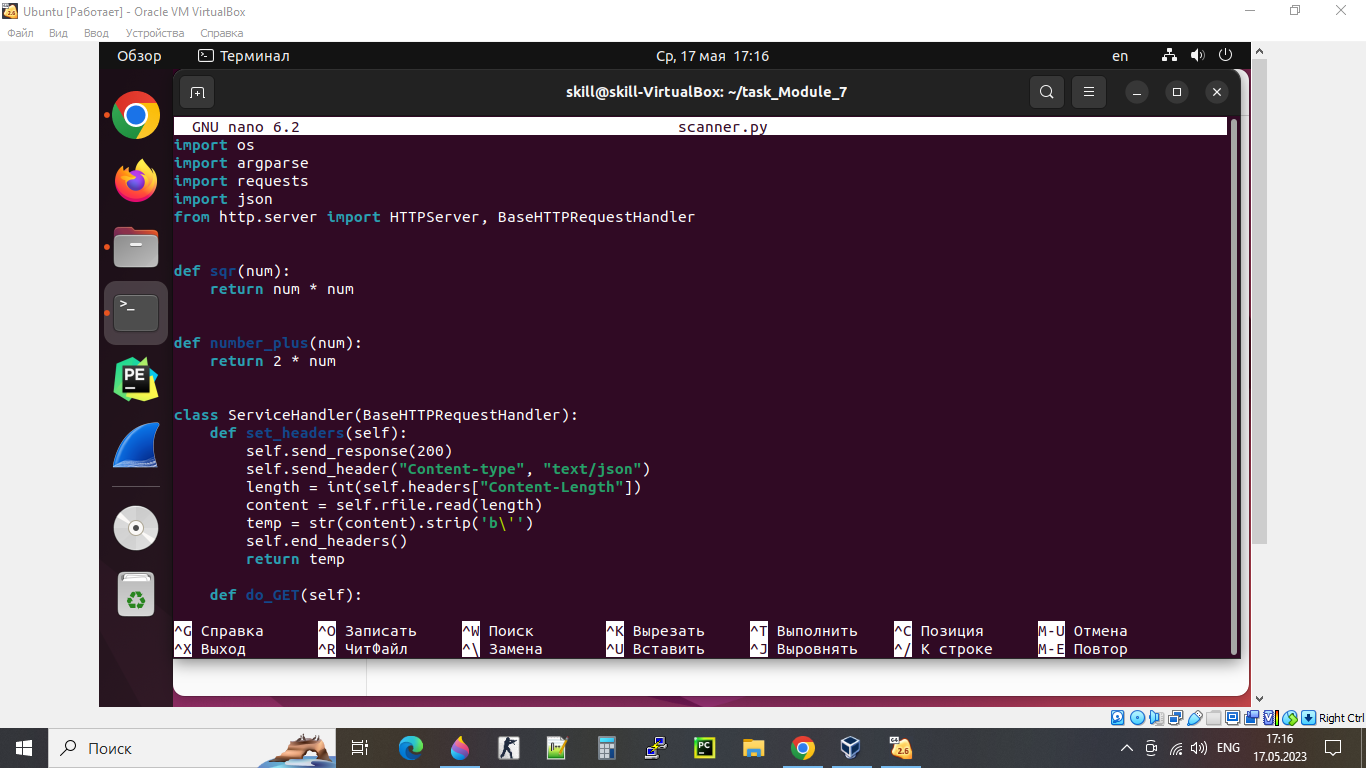 Ubuntu [Работает] - Oracle VM VirtualBox
Файл Вид Ввод Устройства Справка
Обзор Терминал Ср, 17 мая 17:16 en
skill@skill-VirtualBox: ~/task_Module_7
GNU nano 6.2 scanner.py
import os
import argparse
import requests
import json
from http.server import HTTPServer, BaseHTTPRequestHandler
def sqr(num):
return num * num
def number_plus(num):
return 2 * num
class ServiceHandler(BaseHTTPRequestHandler):
def set_headers(self):
self.send_response(200)
self.send_header("Content-type", "text/json")
length = int(self.headers["Content-Length"])
content = self.rfile.read(length)
temp = str(content).strip('b\'')
self.end_headers()
return temp
def do_GET(self):
^G Справка ^O Записать ^W Поиск ^K Вырезать ^T Выполнить ^C Позиция M-U Отмена
^X Выход ^R ЧитФайл ^\ Замена ^U Вставить ^J Выровнять ^/ К строке M-E Повтор
Right Ctrl
Поиск
ENG
17:16
17.05.2023